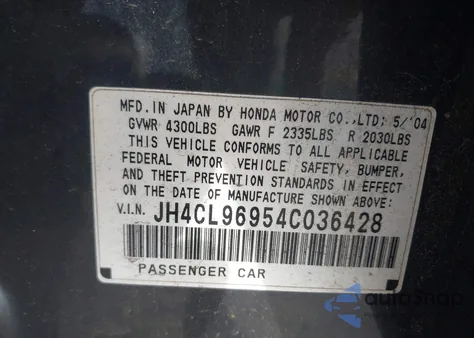 MFD. IN JAPAN BY HONDA MOTOR CO.,LTD: 5/'04
GVWR 4300LBS GAWR F 2335LBS R 2030LBS
THIS VEHICLE CONFORMS TO ALL APPLICABLE
FEDERAL MOTOR VEHICLE SAFETY, BUMPER,
AND THEFT PREVENTION STANDARDS IN EFFECT
ON THE DATE OF MANUFACTURE SHOWN ABOVE:
V.I.N. JH4CL96954C036428
PASSENGER CAR
autoSnap